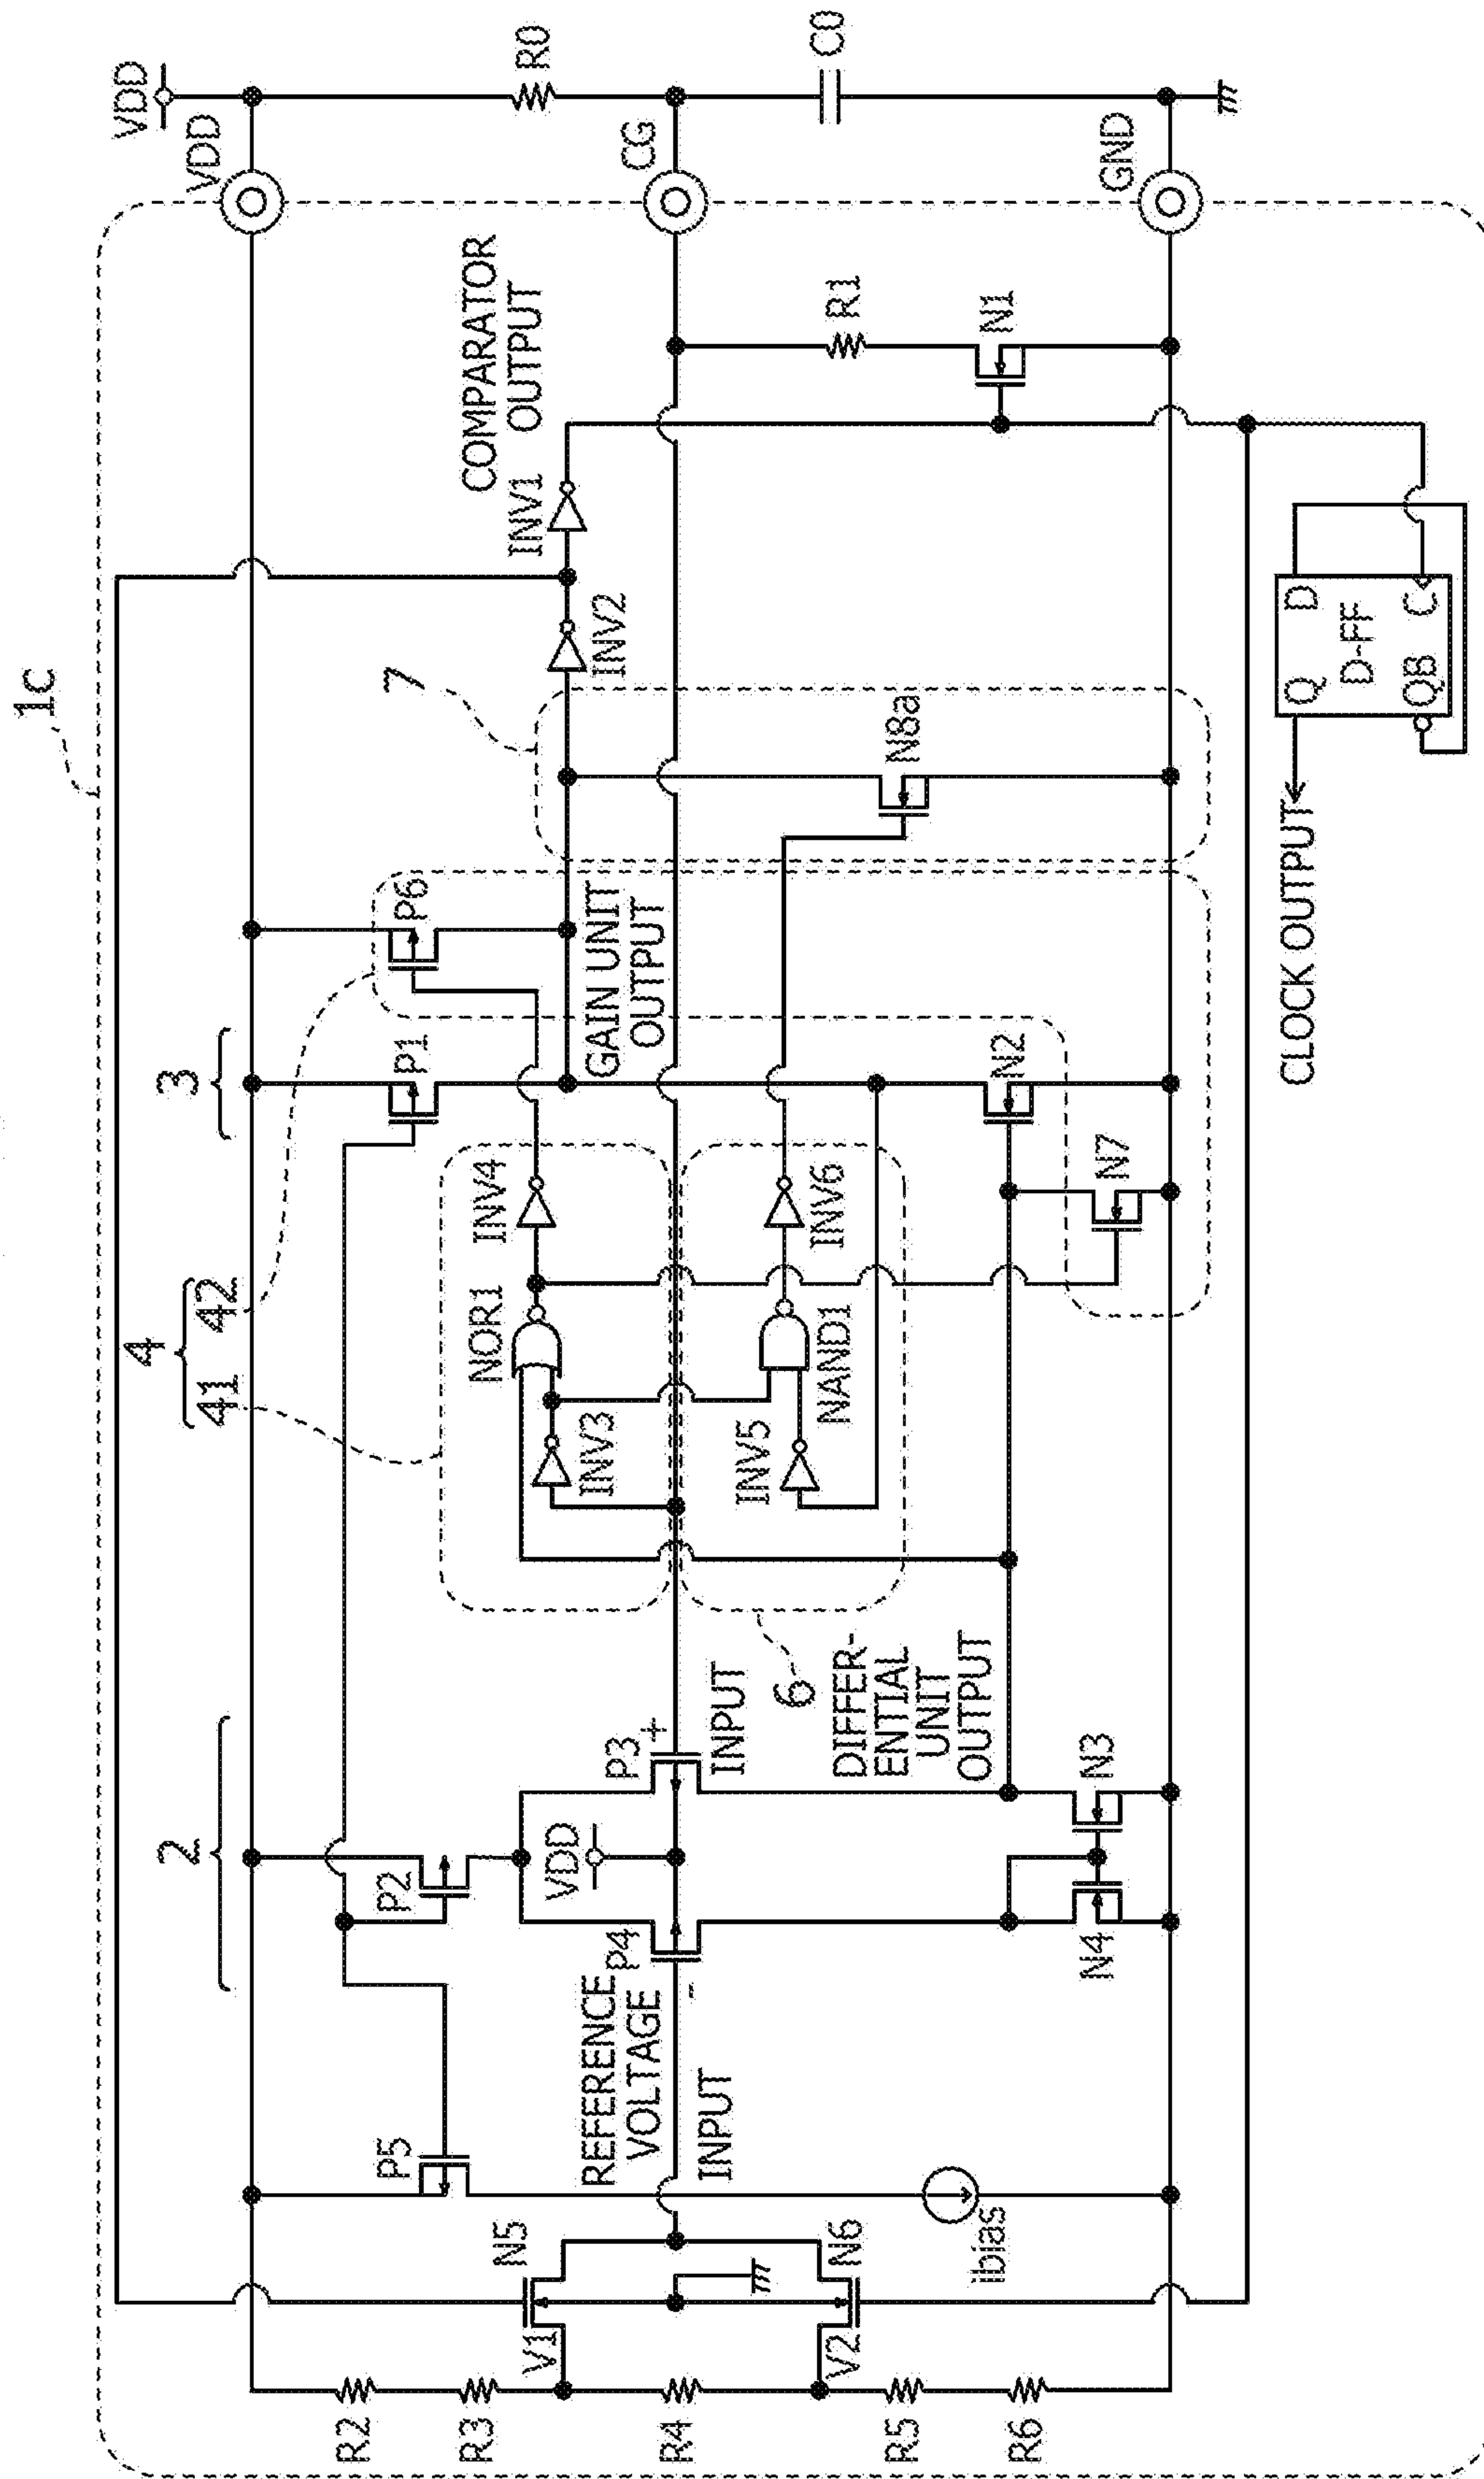 1c
VDD
VDD
R0
CG
C0
GND
COMPARATOR
OUTPUT
R1
N1
INV1
INV2
7
N8a
D
Q
D-FF
C
QB
CLOCK OUTPUT
P6
GAIN UNIT
OUTPUT
3
P1
N2
N7
4
41
42
INV4
NOR1
INV3
INV6
NAND1
INV5
6
2
P2
VDD
P3
+
INPUT
P4
-
DIFFER-
ENTIAL
UNIT
OUTPUT
N3
N4
REFERENCE
VOLTAGE
INPUT
P5
ibias
N5
N6
V1
V2
R2
R3
R4
R5
R6